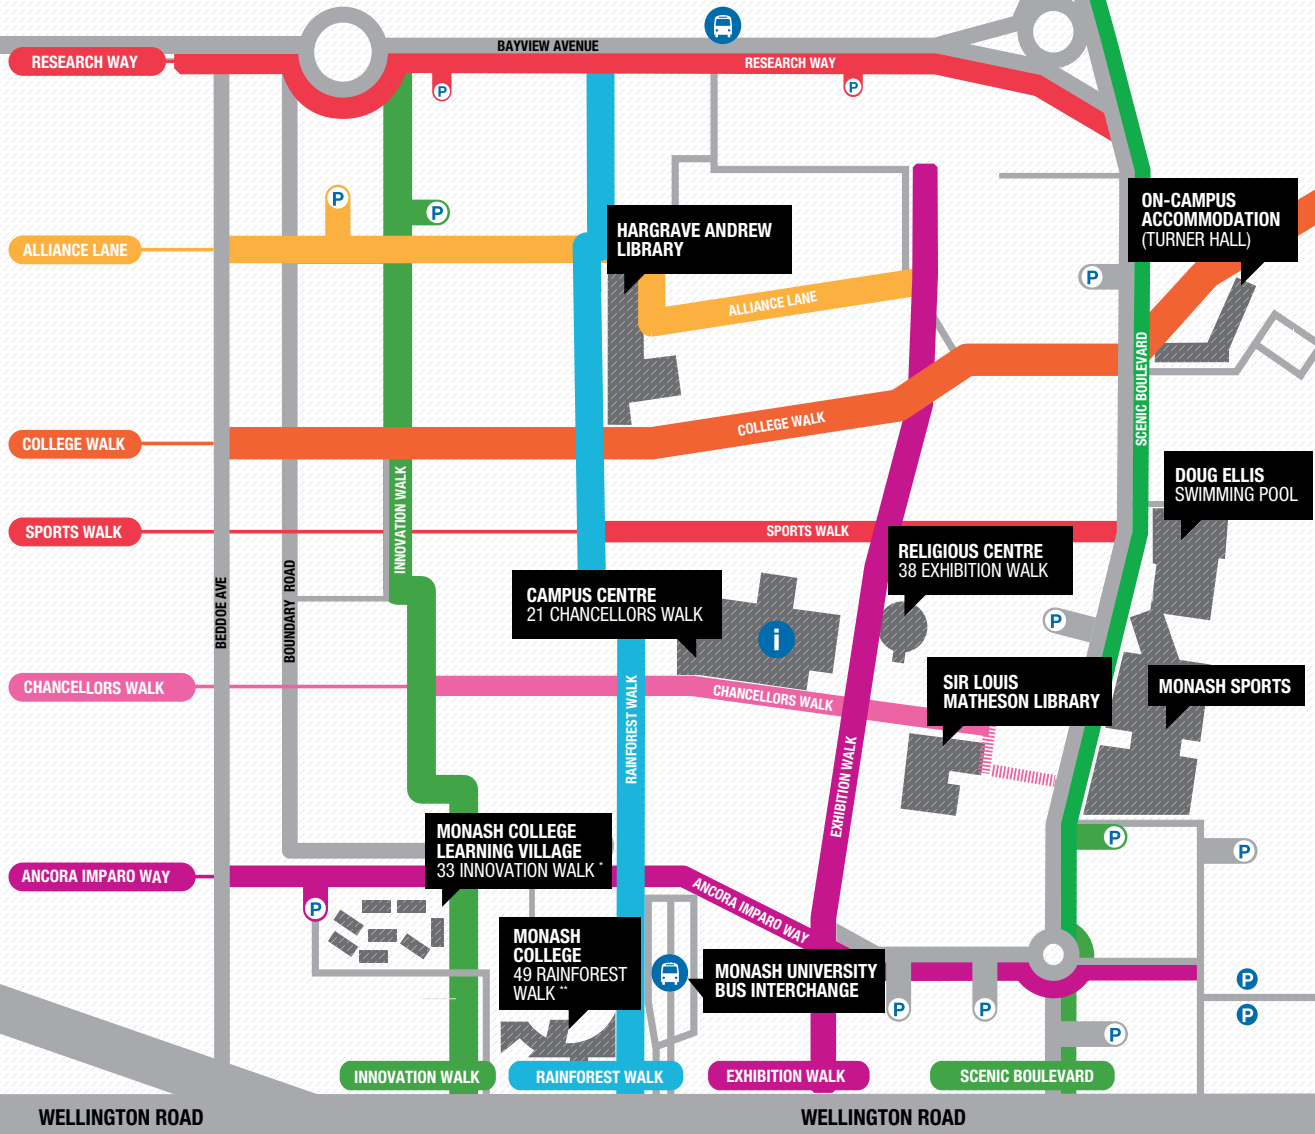 BAYVIEW AVENUE
RESEARCH WAY
RESEARCH WAY
P
P
P
P
ON-CAMPUS
ACCOMMODATION
(TURNER HALL)
HARGRAVE ANDREW
LIBRARY
ALLIANCE LANE
P
ALLIANCE LANE
SCENIC BOULEVARD
COLLEGE WALK
COLLEGE WALK
INNOVATION WALK
DOUG ELLIS
SWIMMING POOL
SPORTS WALK
SPORTS WALK
RELIGIOUS CENTRE
38 EXHIBITION WALK
BEDDOE AVE
BOUNDARY ROAD
CAMPUS CENTRE
21 CHANCELLORS WALK
i
P
CHANCELLORS WALK
CHANCELLORS WALK
RAINFOREST WALK
SIR LOUIS
MATHESON LIBRARY
MONASH SPORTS
EXHIBITION WALK
MONASH COLLEGE
LEARNING VILLAGE
33 INNOVATION WALK *
P
P
ANCORA IMPARO WAY
ANCORA IMPARO WAY
P
MONASH
COLLEGE
49 RAINFOREST
WALK **
MONASH UNIVERSITY
BUS INTERCHANGE
P
P
P
P
P
INNOVATION WALK
RAINFOREST WALK
EXHIBITION WALK
SCENIC BOULEVARD
WELLINGTON ROAD
WELLINGTON ROAD